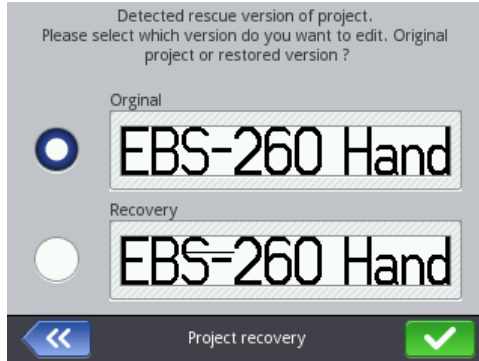 Detected rescue version of project.
Please select which version do you want to edit. Original
project or restored version ?
Orginal
EBS-260 Hand
Recovery
EBS-260 Hand
Project recovery